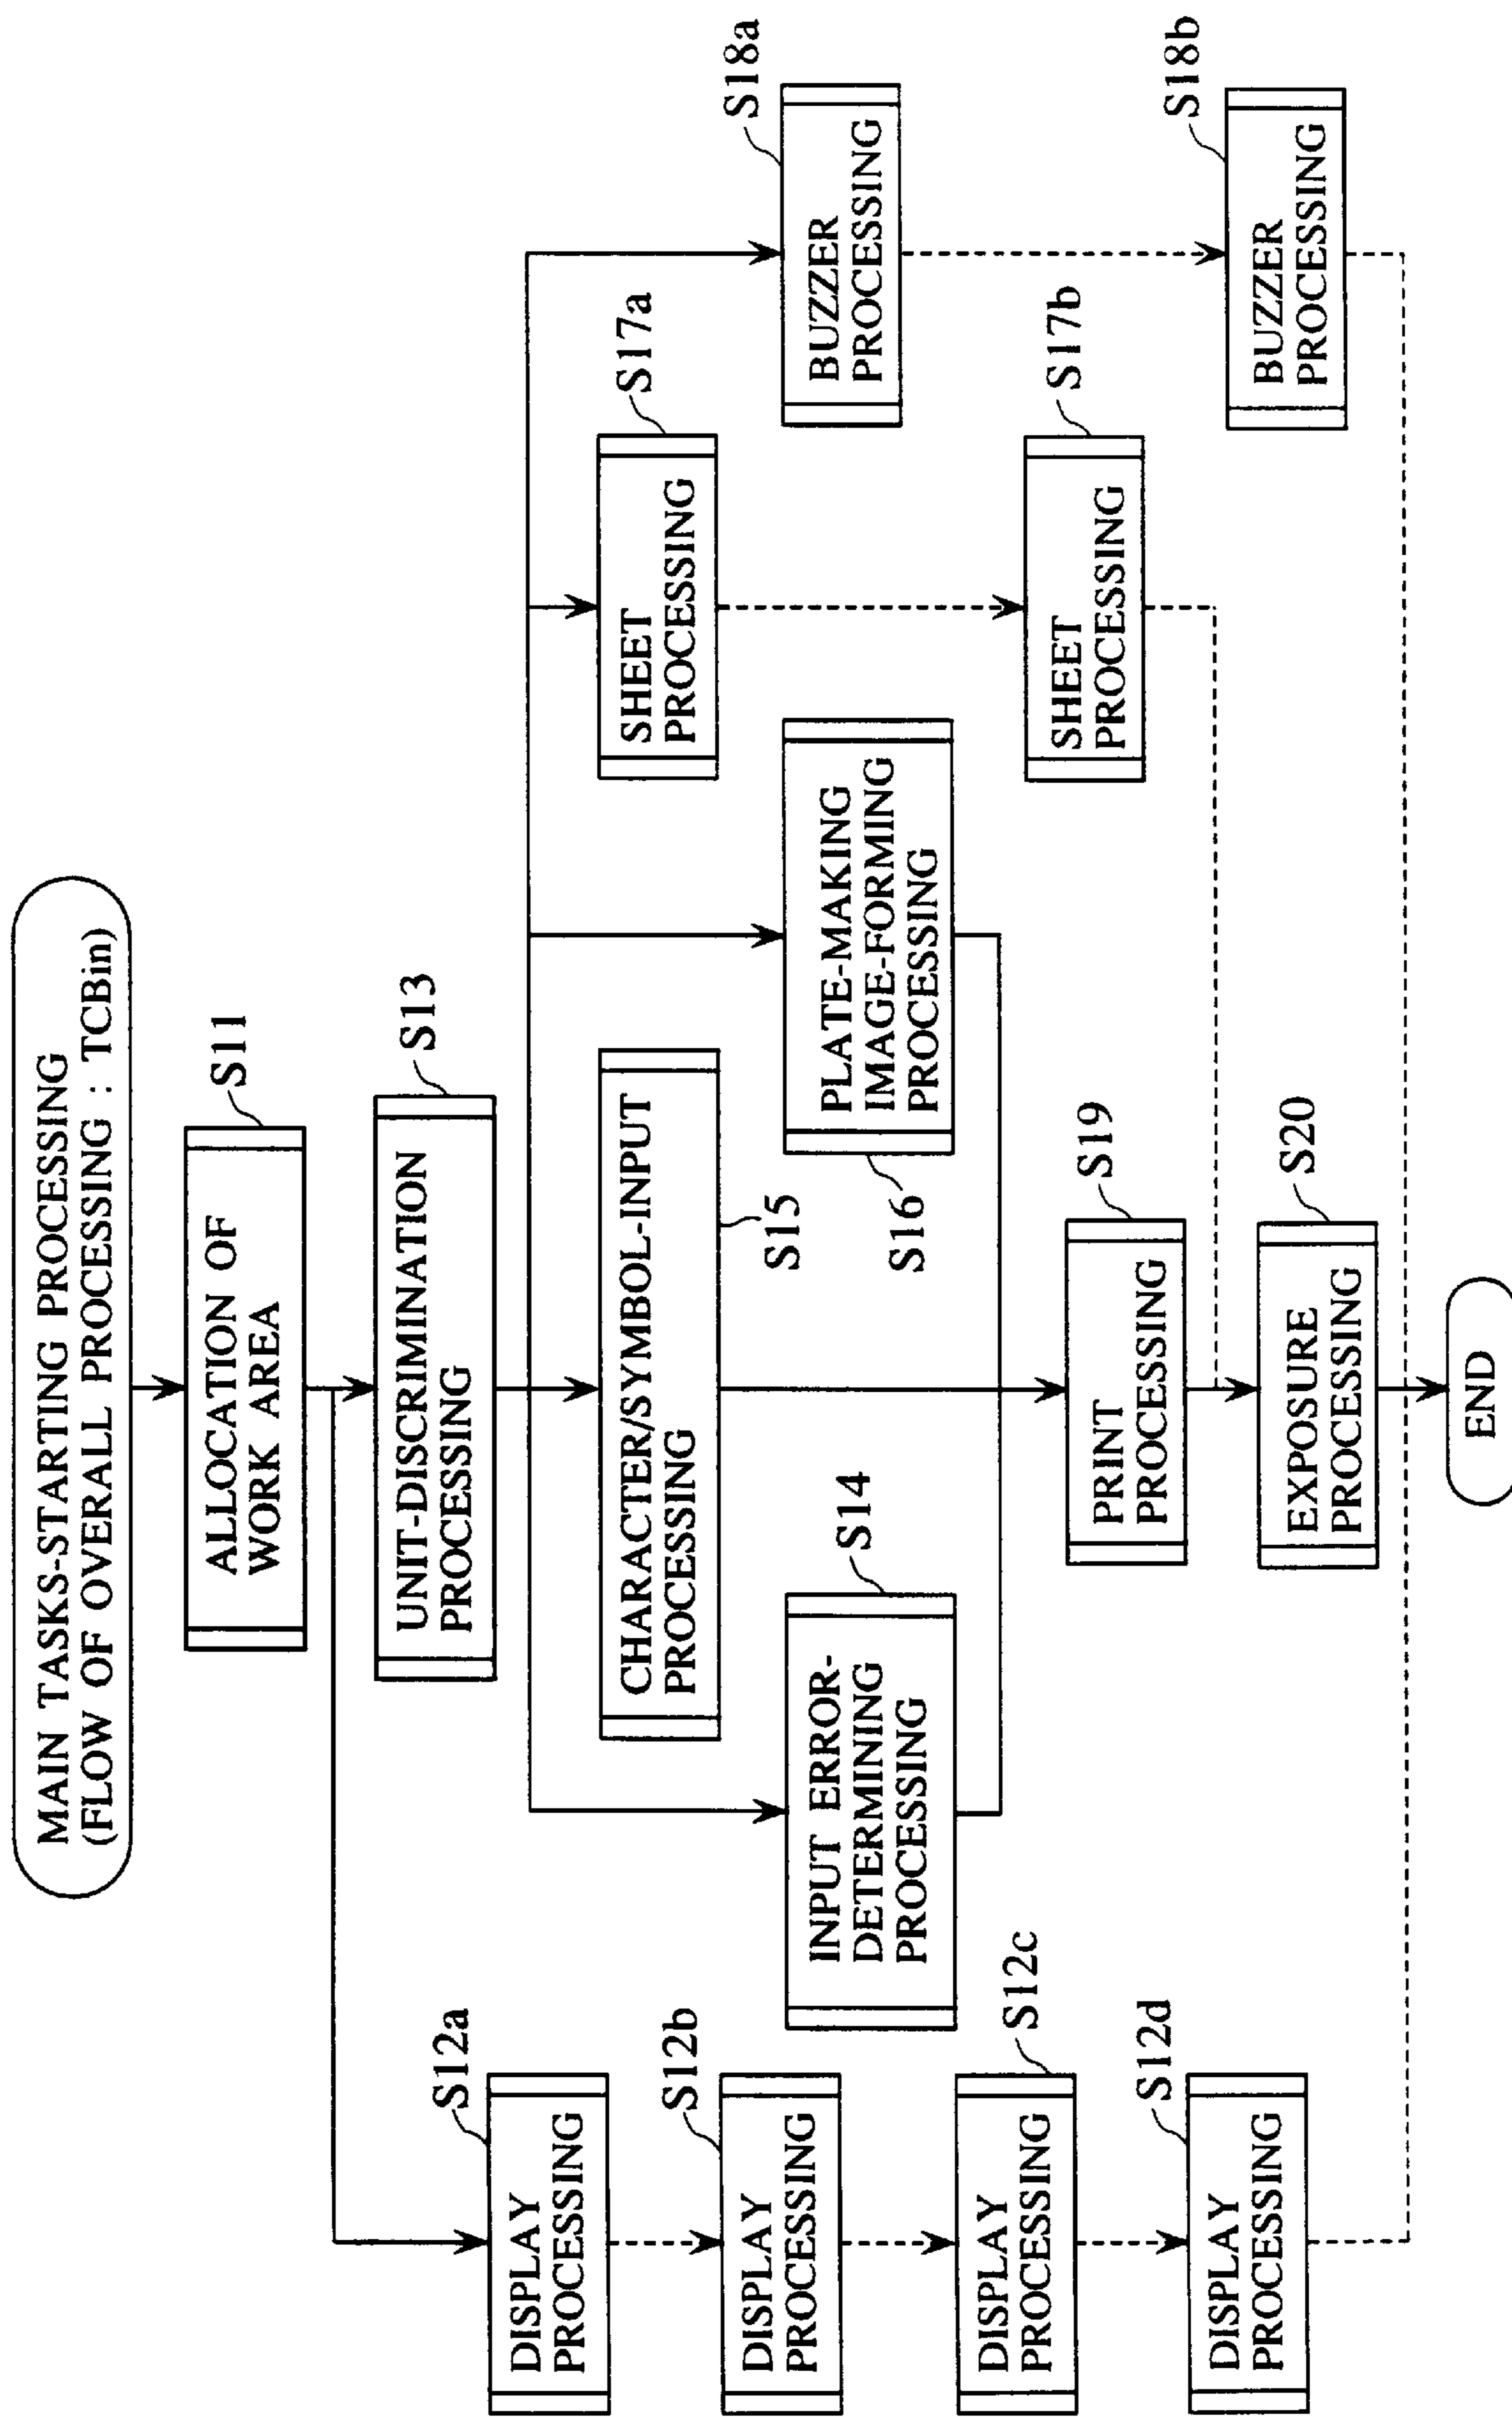 MAIN TASKS-STARTING PROCESSING
(FLOW OF OVERALL PROCESSING : TCBin)
ALLOCATION OF
WORK AREA
S11
UNIT-DISCRIMINATION
PROCESSING
S13
DISPLAY
PROCESSING
S12a
DISPLAY
PROCESSING
S12b
DISPLAY
PROCESSING
S12c
DISPLAY
PROCESSING
S12d
INPUT ERROR-
DETERMINING
PROCESSING
S14
CHARACTER/SYMBOL-INPUT
PROCESSING
S15
PLATE-MAKING
IMAGE-FORMING
PROCESSING
S16
SHEET
PROCESSING
S17a
SHEET
PROCESSING
S17b
BUZZER
PROCESSING
S18a
BUZZER
PROCESSING
S18b
PRINT
PROCESSING
S19
EXPOSURE
PROCESSING
S20
END